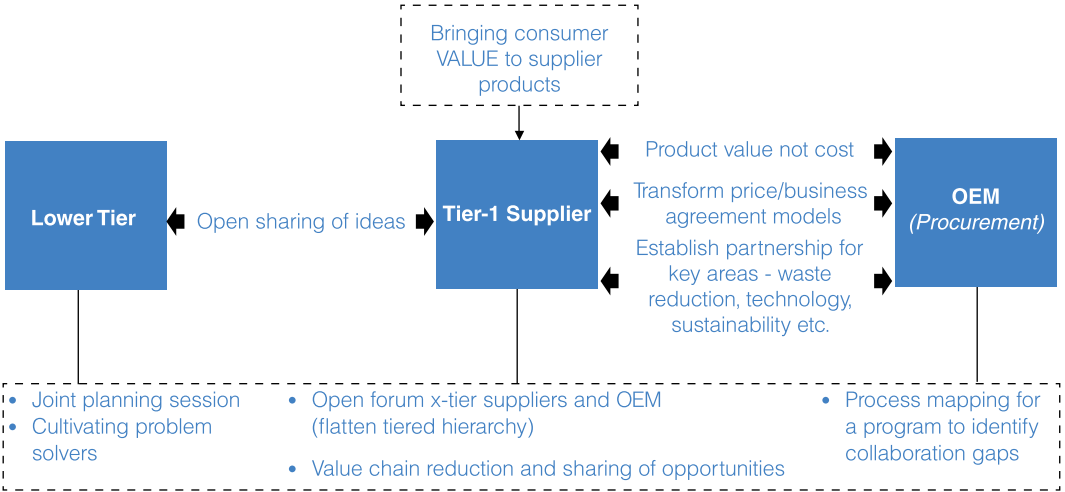 Bringing consumer
VALUE to supplier
products
Lower Tier
Open sharing of ideas
Tier-1 Supplier
Product value not cost
Transform price/business
agreement models
Establish partnership for
key areas - waste
reduction, technology,
sustainability etc.
OEM
(Procurement)
• Joint planning session
• Cultivating problem
solvers
• Open forum x-tier suppliers and OEM
(flatten tiered hierarchy)
• Value chain reduction and sharing of opportunities
• Process mapping for
a program to identify
collaboration gaps